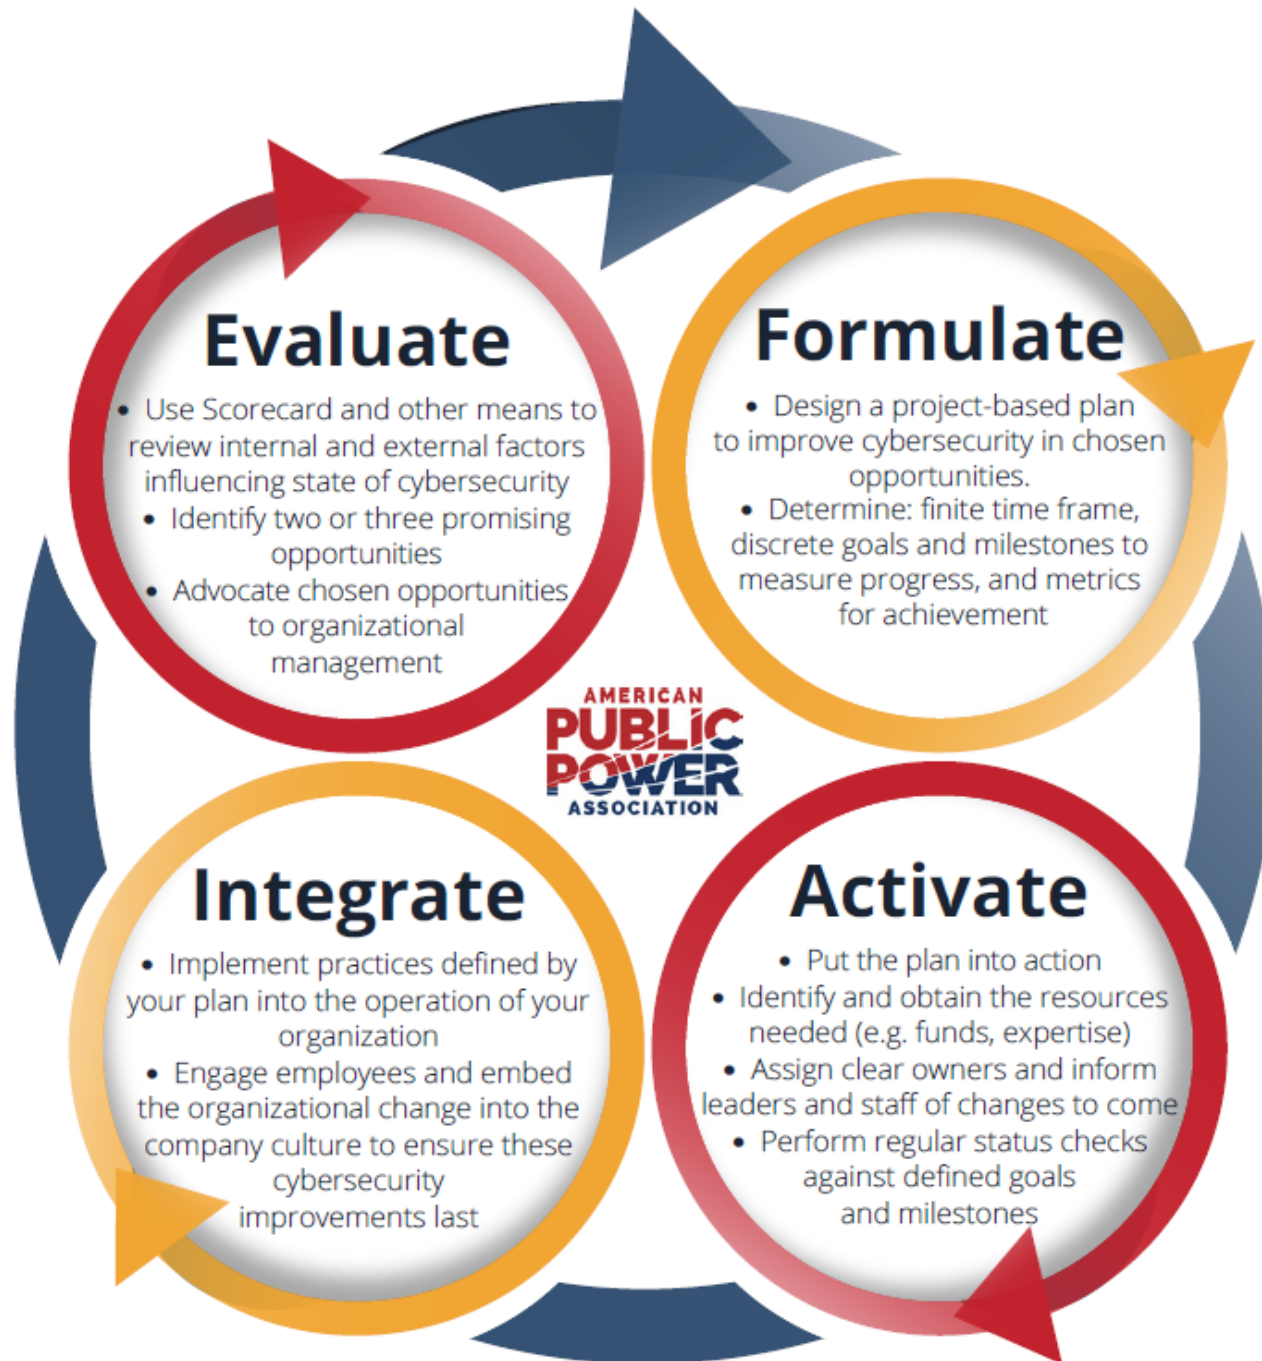 Evaluate
• Use Scorecard and other means to
review internal and external factors
influencing state of cybersecurity
• Identify two or three promising
opportunities
• Advocate chosen opportunities
to organizational
management
Formulate
• Design a project-based plan
to improve cybersecurity in chosen
opportunities.
• Determine: finite time frame,
discrete goals and milestones to
measure progress, and metrics
for achievement
AMERICAN
PUBLIC
POWER
ASSOCIATION
Integrate
• Implement practices defined by
your plan into the operation of your
organization
• Engage employees and embed
the organizational change into the
company culture to ensure these
cybersecurity
improvements last
Activate
• Put the plan into action
• Identify and obtain the resources
needed (e.g. funds, expertise)
• Assign clear owners and inform
leaders and staff of changes to come
• Perform regular status checks
against defined goals
and milestones